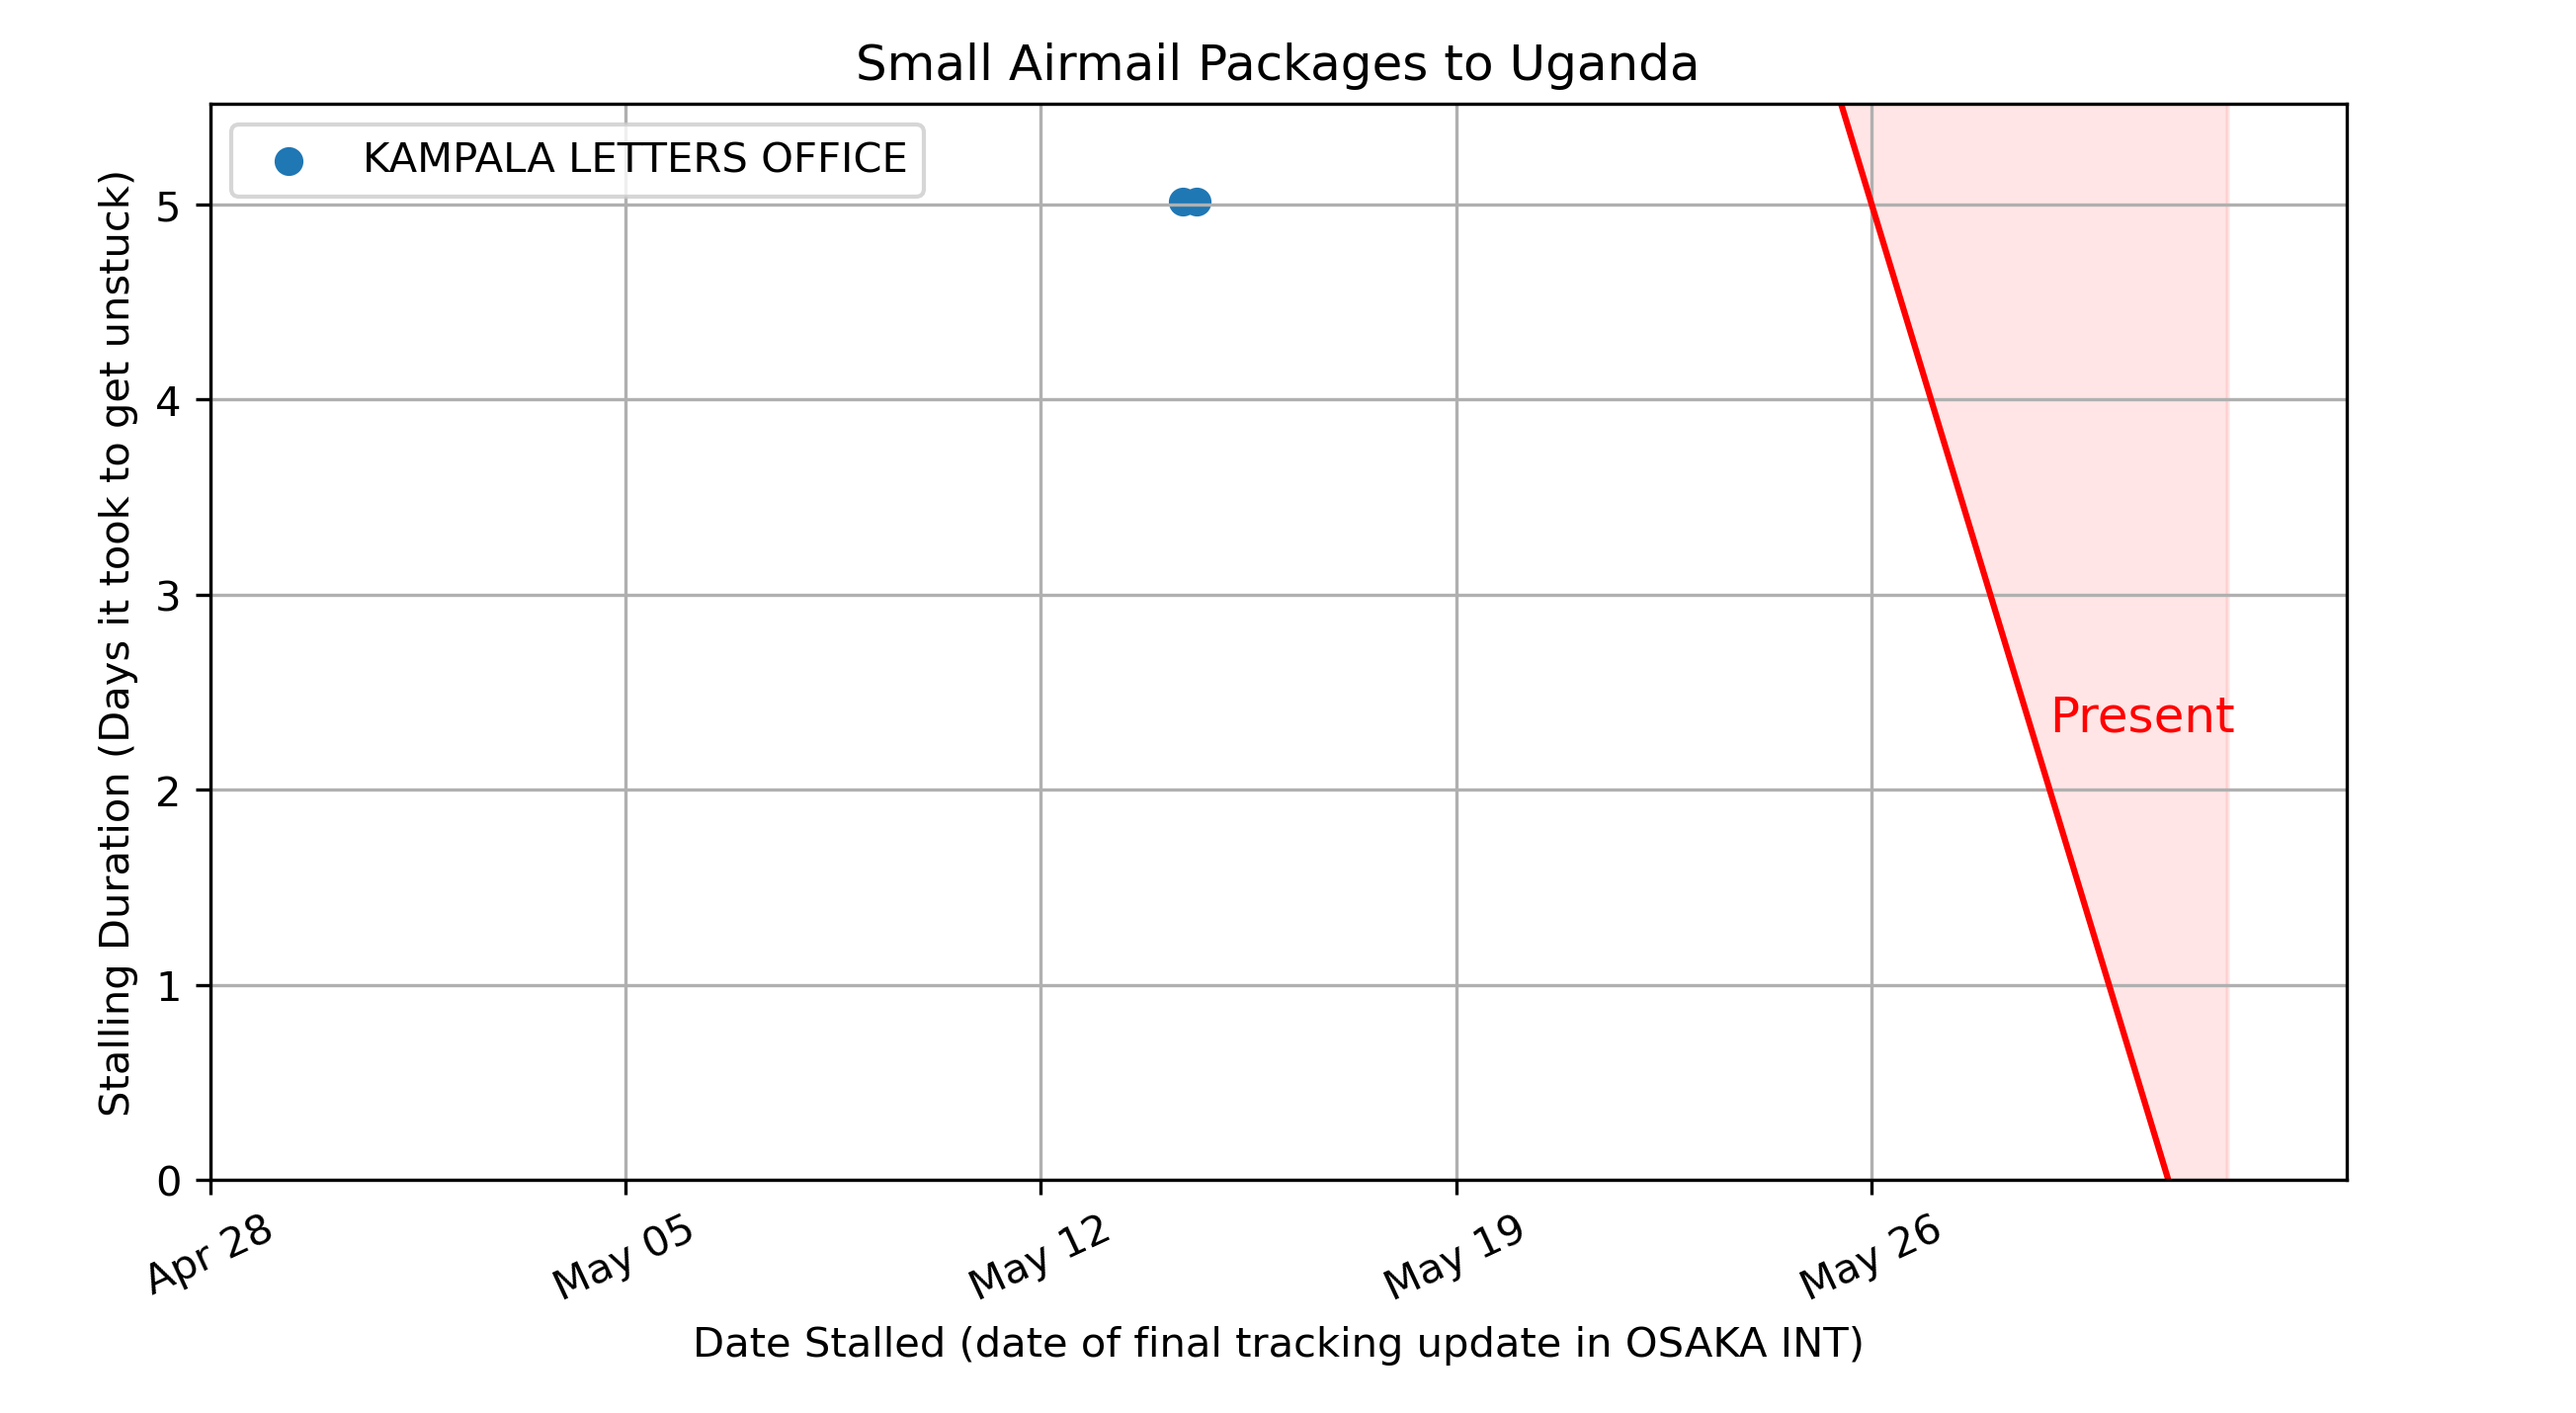 Small Airmail Packages to Uganda
KAMPALA LETTERS OFFICE
Stalling Duration (Days it took to get unstuck)
5
4
3
2
1
0
Present
Apr 28
May 05
May 12
May 19
May 26
Date Stalled (date of final tracking update in OSAKA INT)